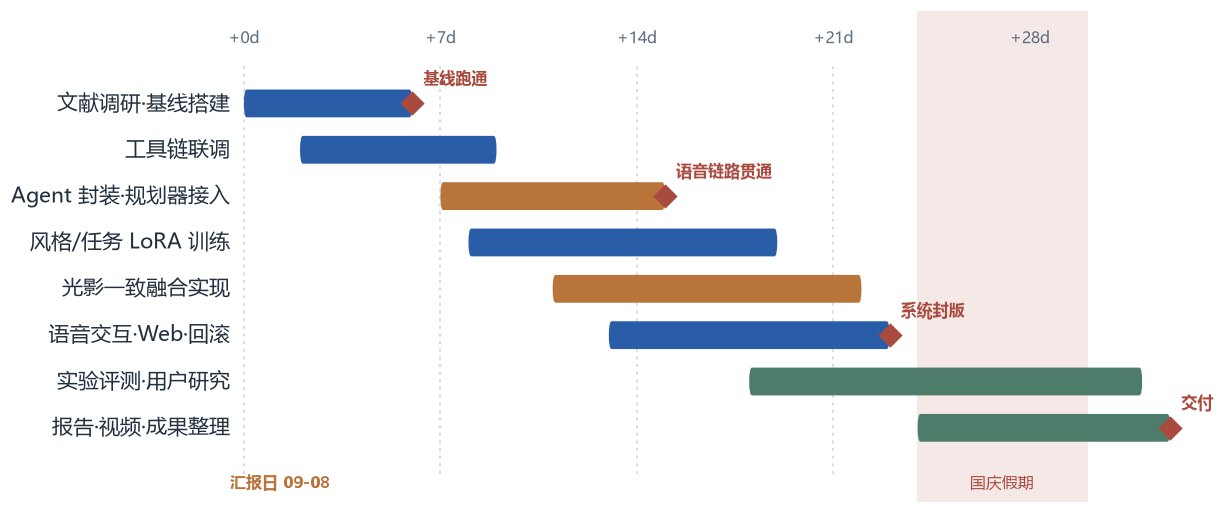 +0d
+7d
+14d
+21d
+28d
基线跑通
文献调研·基线搭建
工具链联调
语音链路贯通
Agent 封装·规划器接入
风格/任务 LoRA 训练
光影一致融合实现
系统封版
语音交互·Web·回滚
实验评测·用户研究
交付
报告·视频·成果整理
汇报日 09-08
国庆假期